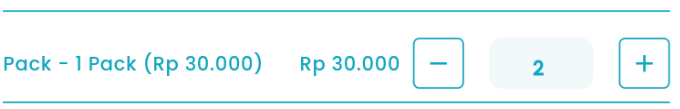 Pack - 1 Pack (Rp 30.000) Rp 30.000 − 2 +